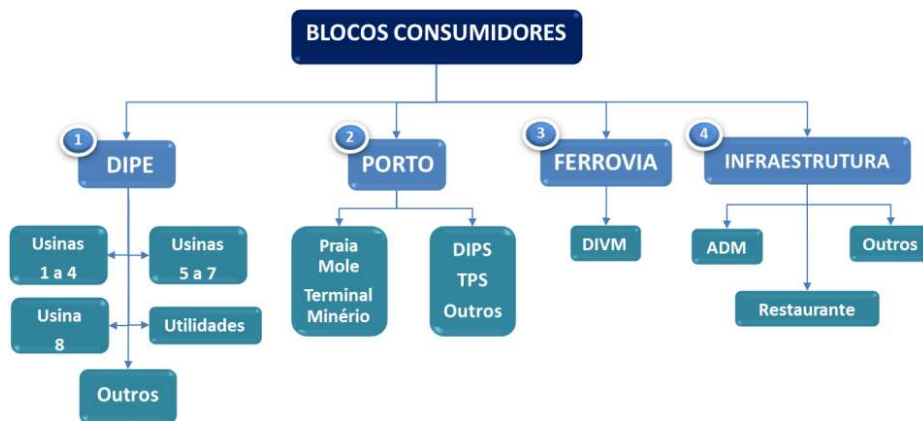 BLOCOS CONSUMIDORES
1
DIPE
2
PORTO
3
FERROVIA
4
INFRAESTRUTURA
Usinas
1 a 4
Usinas
5 a 7
Usina
8
Utilidades
Outros
Praia
Mole
Terminal
Minério
DIPS
TPS
Outros
DIVM
ADM
Outros
Restaurante